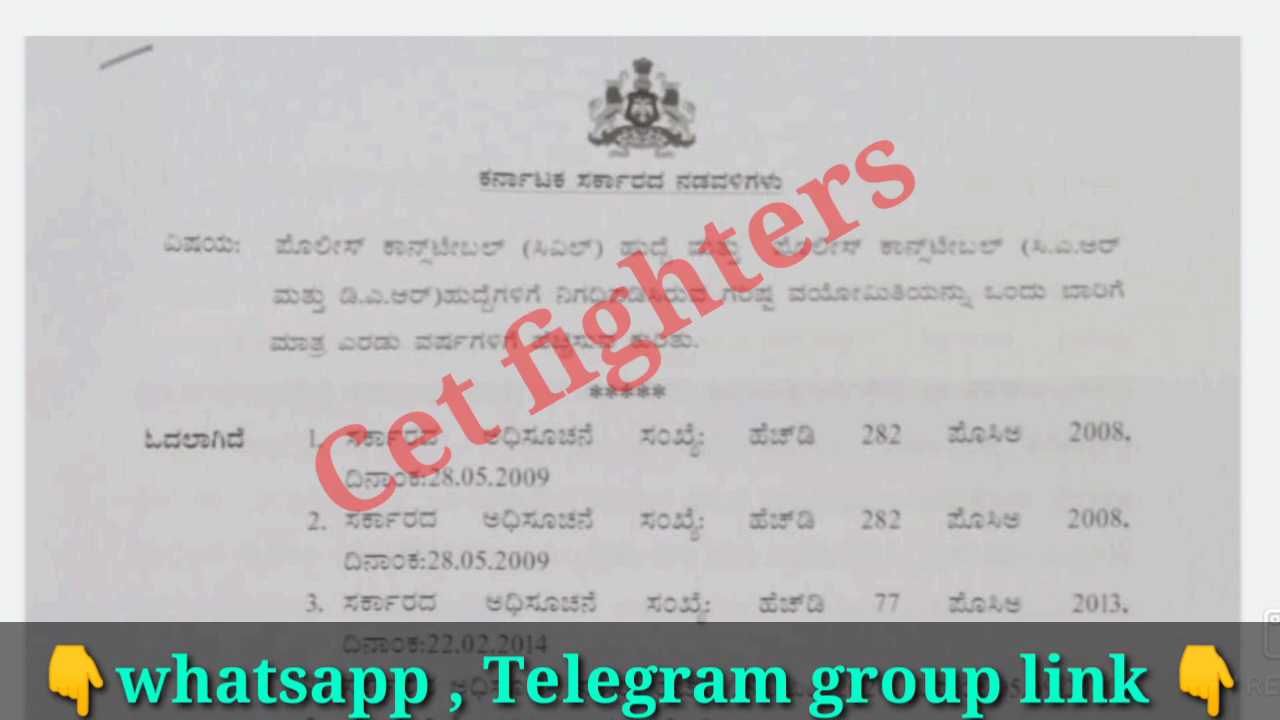 ಕರ್ನಾಟಕ ಸರ್ಕಾರದ ನಡವಳಿಗಳು
ವಿಷಯ: ಪೊಲೀಸ್ ಕಾನ್ಸ್‌ಟೇಬಲ್ (ಸಿವಿಲ್) ಹುದ್ದೆ ಮತ್ತು ಪೊಲೀಸ್ ಕಾನ್ಸ್‌ಟೇಬಲ್ (ಸಿ.ಎ.ಆರ್
ಮತ್ತು ಡಿ.ಎ.ಆರ್)ಹುದ್ದೆಗಳಿಗೆ ನಿಗದಿಪಡಿಸಿರುವ ಗರಿಷ್ಠ ವಯೋಮಿತಿಯನ್ನು ಒಂದು ಬಾರಿಗೆ
ಮಾತ್ರ ಎರಡು ವರ್ಷಗಳಿಗೆ ಹೆಚ್ಚಿಸುವ ಕುರಿತು.
*****
ಓದಲಾಗಿದೆ 1. ಸರ್ಕಾರದ ಅಧಿಸೂಚನೆ ಸಂಖ್ಯೆ: ಹೆಚ್‌ಡಿ 282 ಪೊಸಿಇ 2008,
ದಿನಾಂಕ:28.05.2009
2. ಸರ್ಕಾರದ ಅಧಿಸೂಚನೆ ಸಂಖ್ಯೆ: ಹೆಚ್‌ಡಿ 282 ಪೊಸಿಇ 2008,
ದಿನಾಂಕ:28.05.2009
3. ಸರ್ಕಾರದ ಅಧಿಸೂಚನೆ ಸಂಖ್ಯೆ: ಹೆಚ್‌ಡಿ 77 ಪೊಸಿಇ 2013,
ದಿನಾಂಕ:22.02.2014
Cet fighters
👇whatsapp , Telegram group link 👇